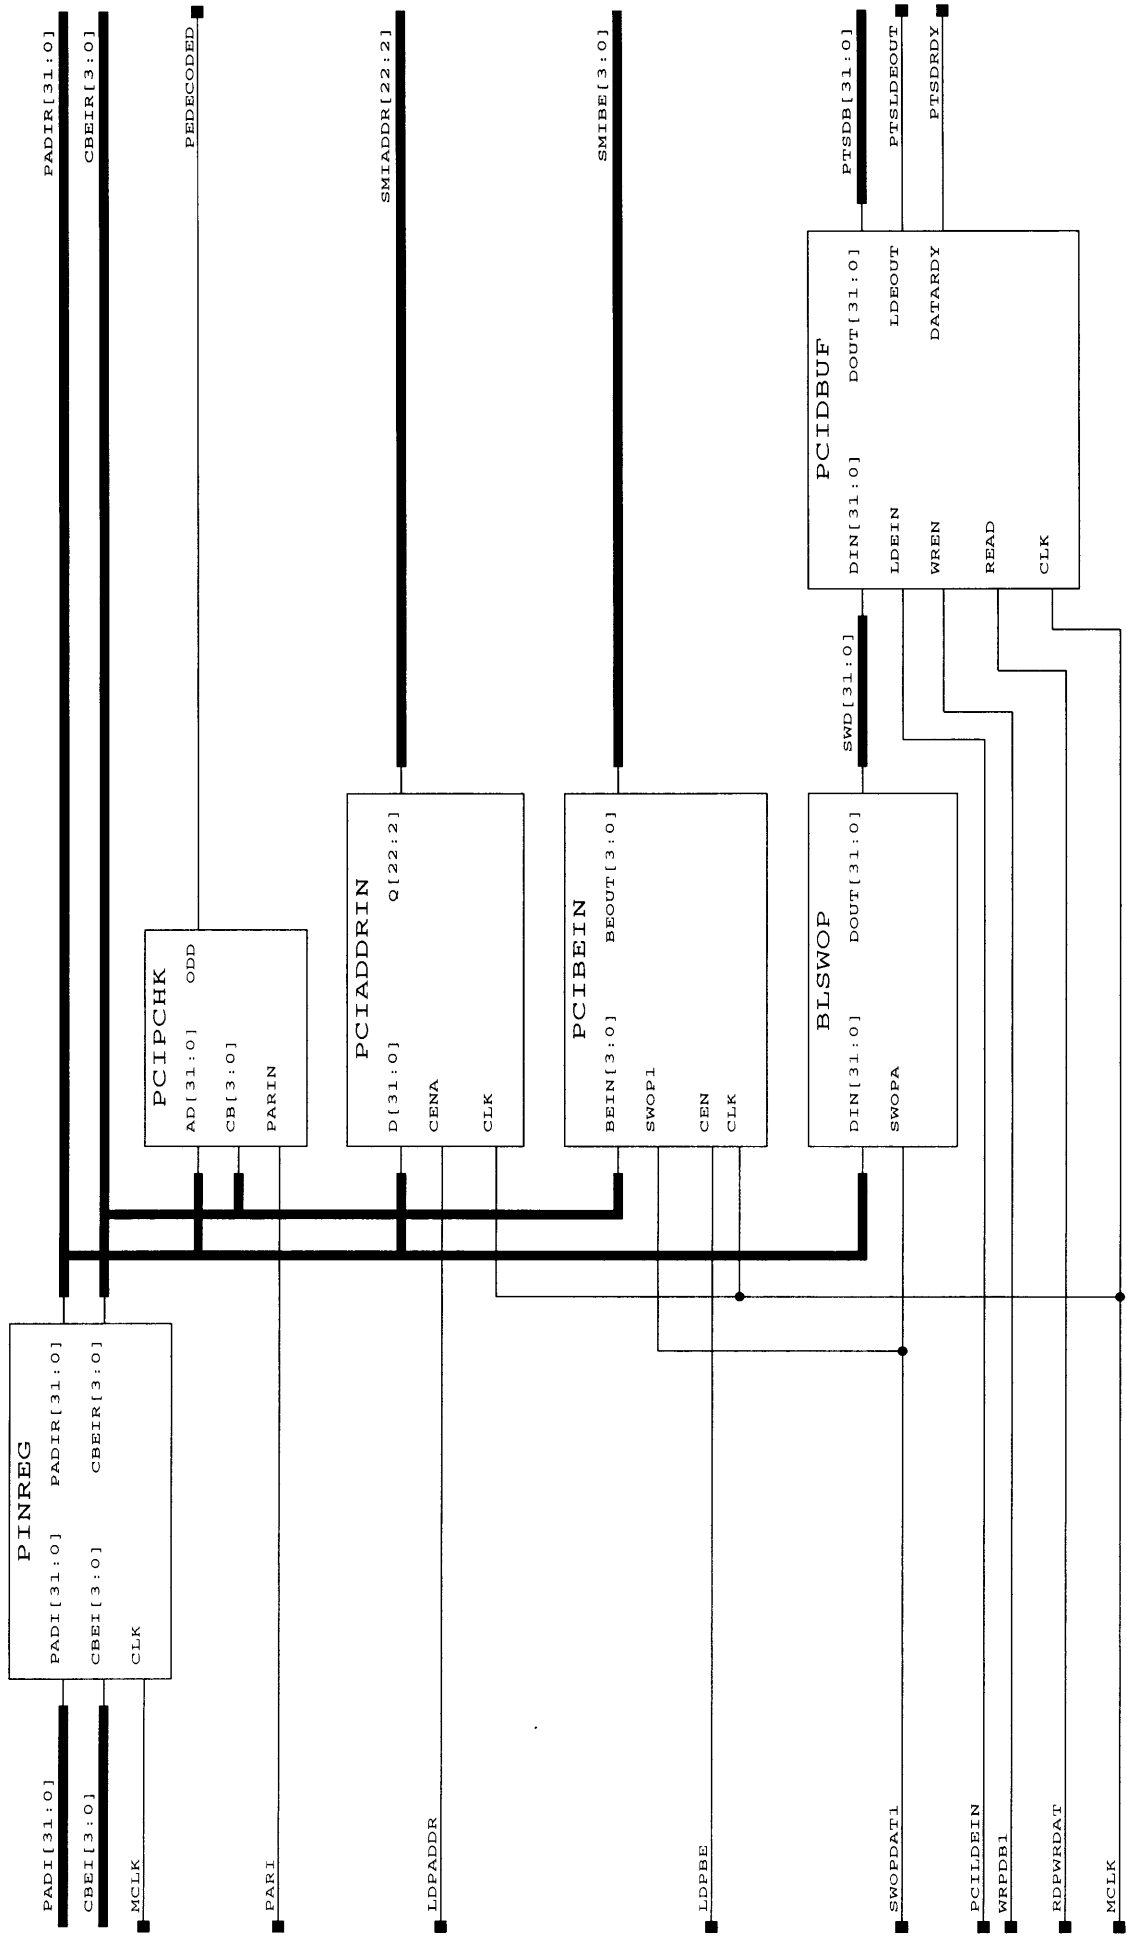 PADI[31:0]
CBEI[3:0]
MCLK
PARI
LDPADDR
LDPBE
SWOPDAT1
PCILDEIN
WRPDB1
RDPWRDAT
MCLK
PINREG
PADI[31:0] PADIR[31:0]
CBEI[3:0] CBEIR[3:0]
CLK
PCIPCHK
AD[31:0] ODD
CB[3:0]
PARIN
PCIADDRIN
D[31:0] Q[22:2]
CENA
CLK
PCIBEIN
BEIN[3:0] BEOUT[3:0]
SWOP1
CEN
CLK
BLSWOP
DIN[31:0] DOUT[31:0]
SWOPA
SWD[31:0]
PCIDBUF
DIN[31:0] DOUT[31:0]
LDEIN LDEOUT
WREN DATARDY
READ
CLK
PADIR[31:0]
CBEIR[3:0]
PEDECODED
SMIADDR[22:2]
SMIBE[3:0]
PTSDB[31:0]
PTSLDEOUT
PTSDRDY